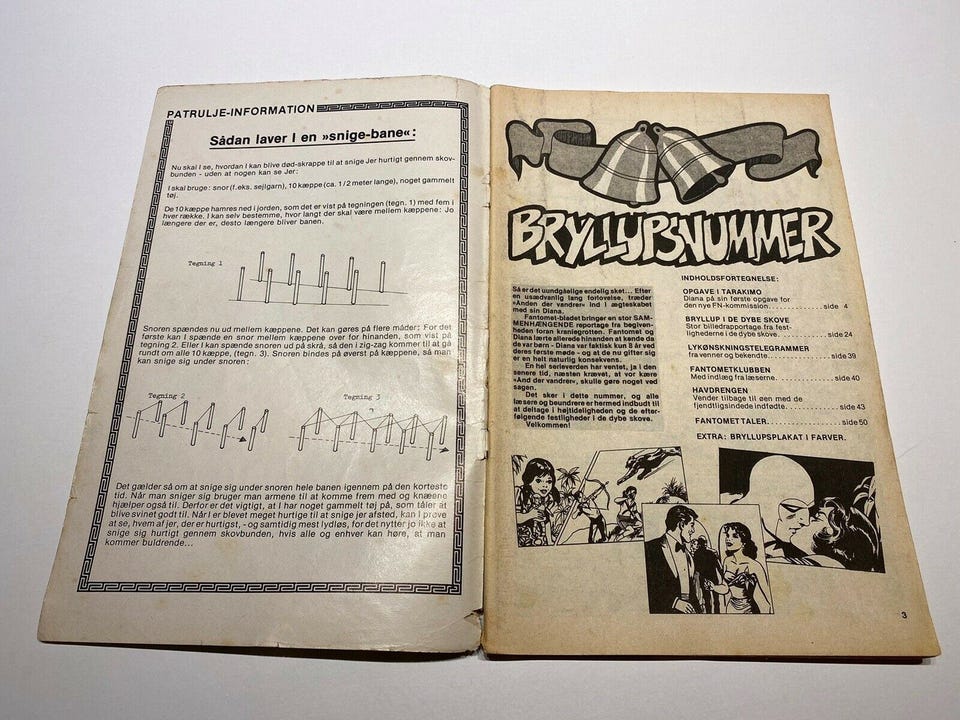 PATRULJE-INFORMATION
Sådan laver I en »snige-bane«:
Nu skal I se, hvordan I kan blive død-skrappe til at snige Jer hurtigt gennem skov-
bunden - uden at nogen kan se Jer:
I skal bruge: snor (f.eks. sejlgarn), 10 kæppe (ca. 1/2 meter lange), noget gammelt
tøj.
De 10 kæppe hamres ned i jorden, som det er vist på tegningen (tegn. 1) med fem i
hver række. I kan selv bestemme, hvor langt der skal være mellem kæppene: Jo
længere der er, desto længere bliver banen.
Tegning 1
Snoren spændes nu ud mellem kæppene. Det kan gøres på flere måder: For det
første kan I spænde en snor mellem kæppene over for hinanden, som vist på
tegning 2. Eller I kan spænde snoren ud på skrå, så den i zig-zag kommer til at gå
rundt om alle 10 kæppe, (tegn. 3). Snoren bindes på øverst på kæppene, så man
kan snige sig under snoren:
Tegning 2
Tegning 3
Det gælder så om at snige sig under snoren hele banen igennem på den korteste
tid. Når man sniger sig bruger man armene til at komme frem med og knæene
hjælper også til. Derfor er det vigtigt, at I har noget gammelt tøj på, som tåler at
blive svinet godt til. Når I er blevet meget hurtige til at snige jer afsted, kan I prøve
at se, hvem af jer, der er hurtigst, - og samtidig mest lydløs, for det nytter jo ikke at
snige sig hurtigt gennem skovbunden, hvis alle og enhver kan høre, at man
kommer buldrende...
BRYLLUPSNUMMER
Så er det uundgåelige endelig sket... Efter
en usædvanlig lang forlovelse, træder
»Anden der vandrer« ind i ægteskabet
med sin Diana.
Fantomet-bladet bringer en stor SAM-
MENHÆNGENDE reportage fra begiven-
heden foran kraniegrotten. Fantomet og
Diana lærte allerede hinanden at kende da
de var børn - Diana var faktisk kun 8 år ved
deres første møde - og at de nu gifter sig
er en helt naturlig konsekvens.
En hel serieverden har ventet, ja i den
senere tid, næsten krævet, at vor kære
»And der vandrer«, skulle gøre noget ved
sagen.
Det sker i dette nummer, og alle
læsere og beundrere er hermed indbudt til
at deltage i højtideligheden og de efter-
følgende festligheder i de dybe skove.
Velkommen!
INDHOLDSFORTEGNELSE:
OPGAVE I TARAKIMO
Diana på sin første opgave for
den nye FN-kommission. . . . . . . . . . . . . side 4
BRYLLUP I DE DYBE SKOVE
Stor billedreportage fra fest-
lighederne i de dybe skove. . . . . . . . . . . side 24
LYKØNSKNINGSTELEGRAMMER
fra venner og bekendte. . . . . . . . . . . . . side 39
FANTOMETKLUBBEN
Med indlæg fra læserne. . . . . . . . . . . . . side 40
HAVDRENGEN
Vender tilbage til øen med de
fjendtligsindede indfødte. . . . . . . . . . . . side 43
FANTOMET TALER. . . . . . . . . . . . . . . . side 50
EXTRA: BRYLLUPSPLAKAT I FARVER.
3